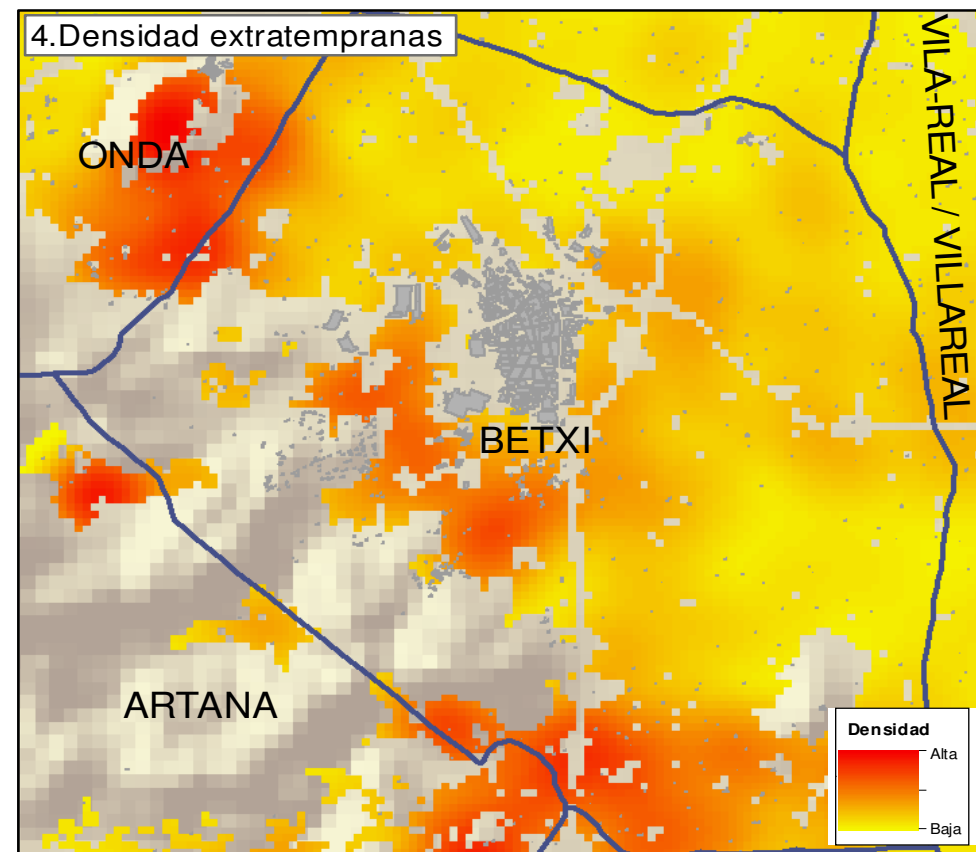 4.Densidad extratempranas
VILA-REAL / VILLAREAL
ONDA
BETXI
ARTANA
Densidad
Alta
Baja